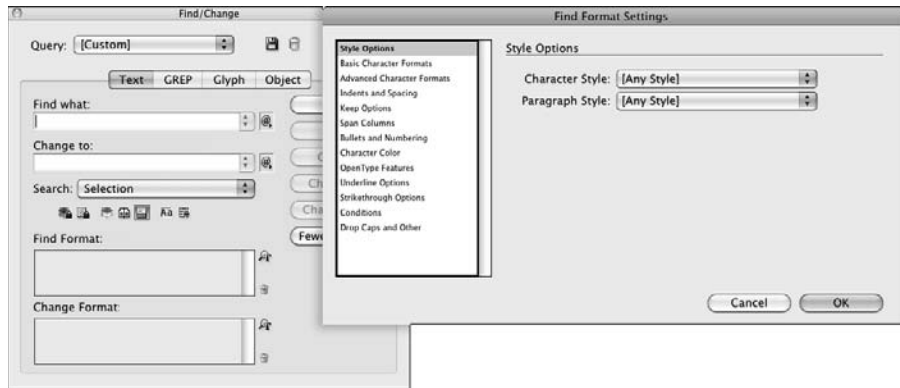 Find/Change
Query: [Custom]
Text GREP Glyph Object
Find what:
Change to:
Search: Selection
Find Format:
Change Format:
Find Format Settings
Style Options
Basic Character Formats
Advanced Character Formats
Indents and Spacing
Keep Options
Span Columns
Bullets and Numbering
Character Color
OpenType Features
Underline Options
Strikethrough Options
Conditions
Drop Caps and Other
Style Options
Character Style: [Any Style]
Paragraph Style: [Any Style]
Cancel OK